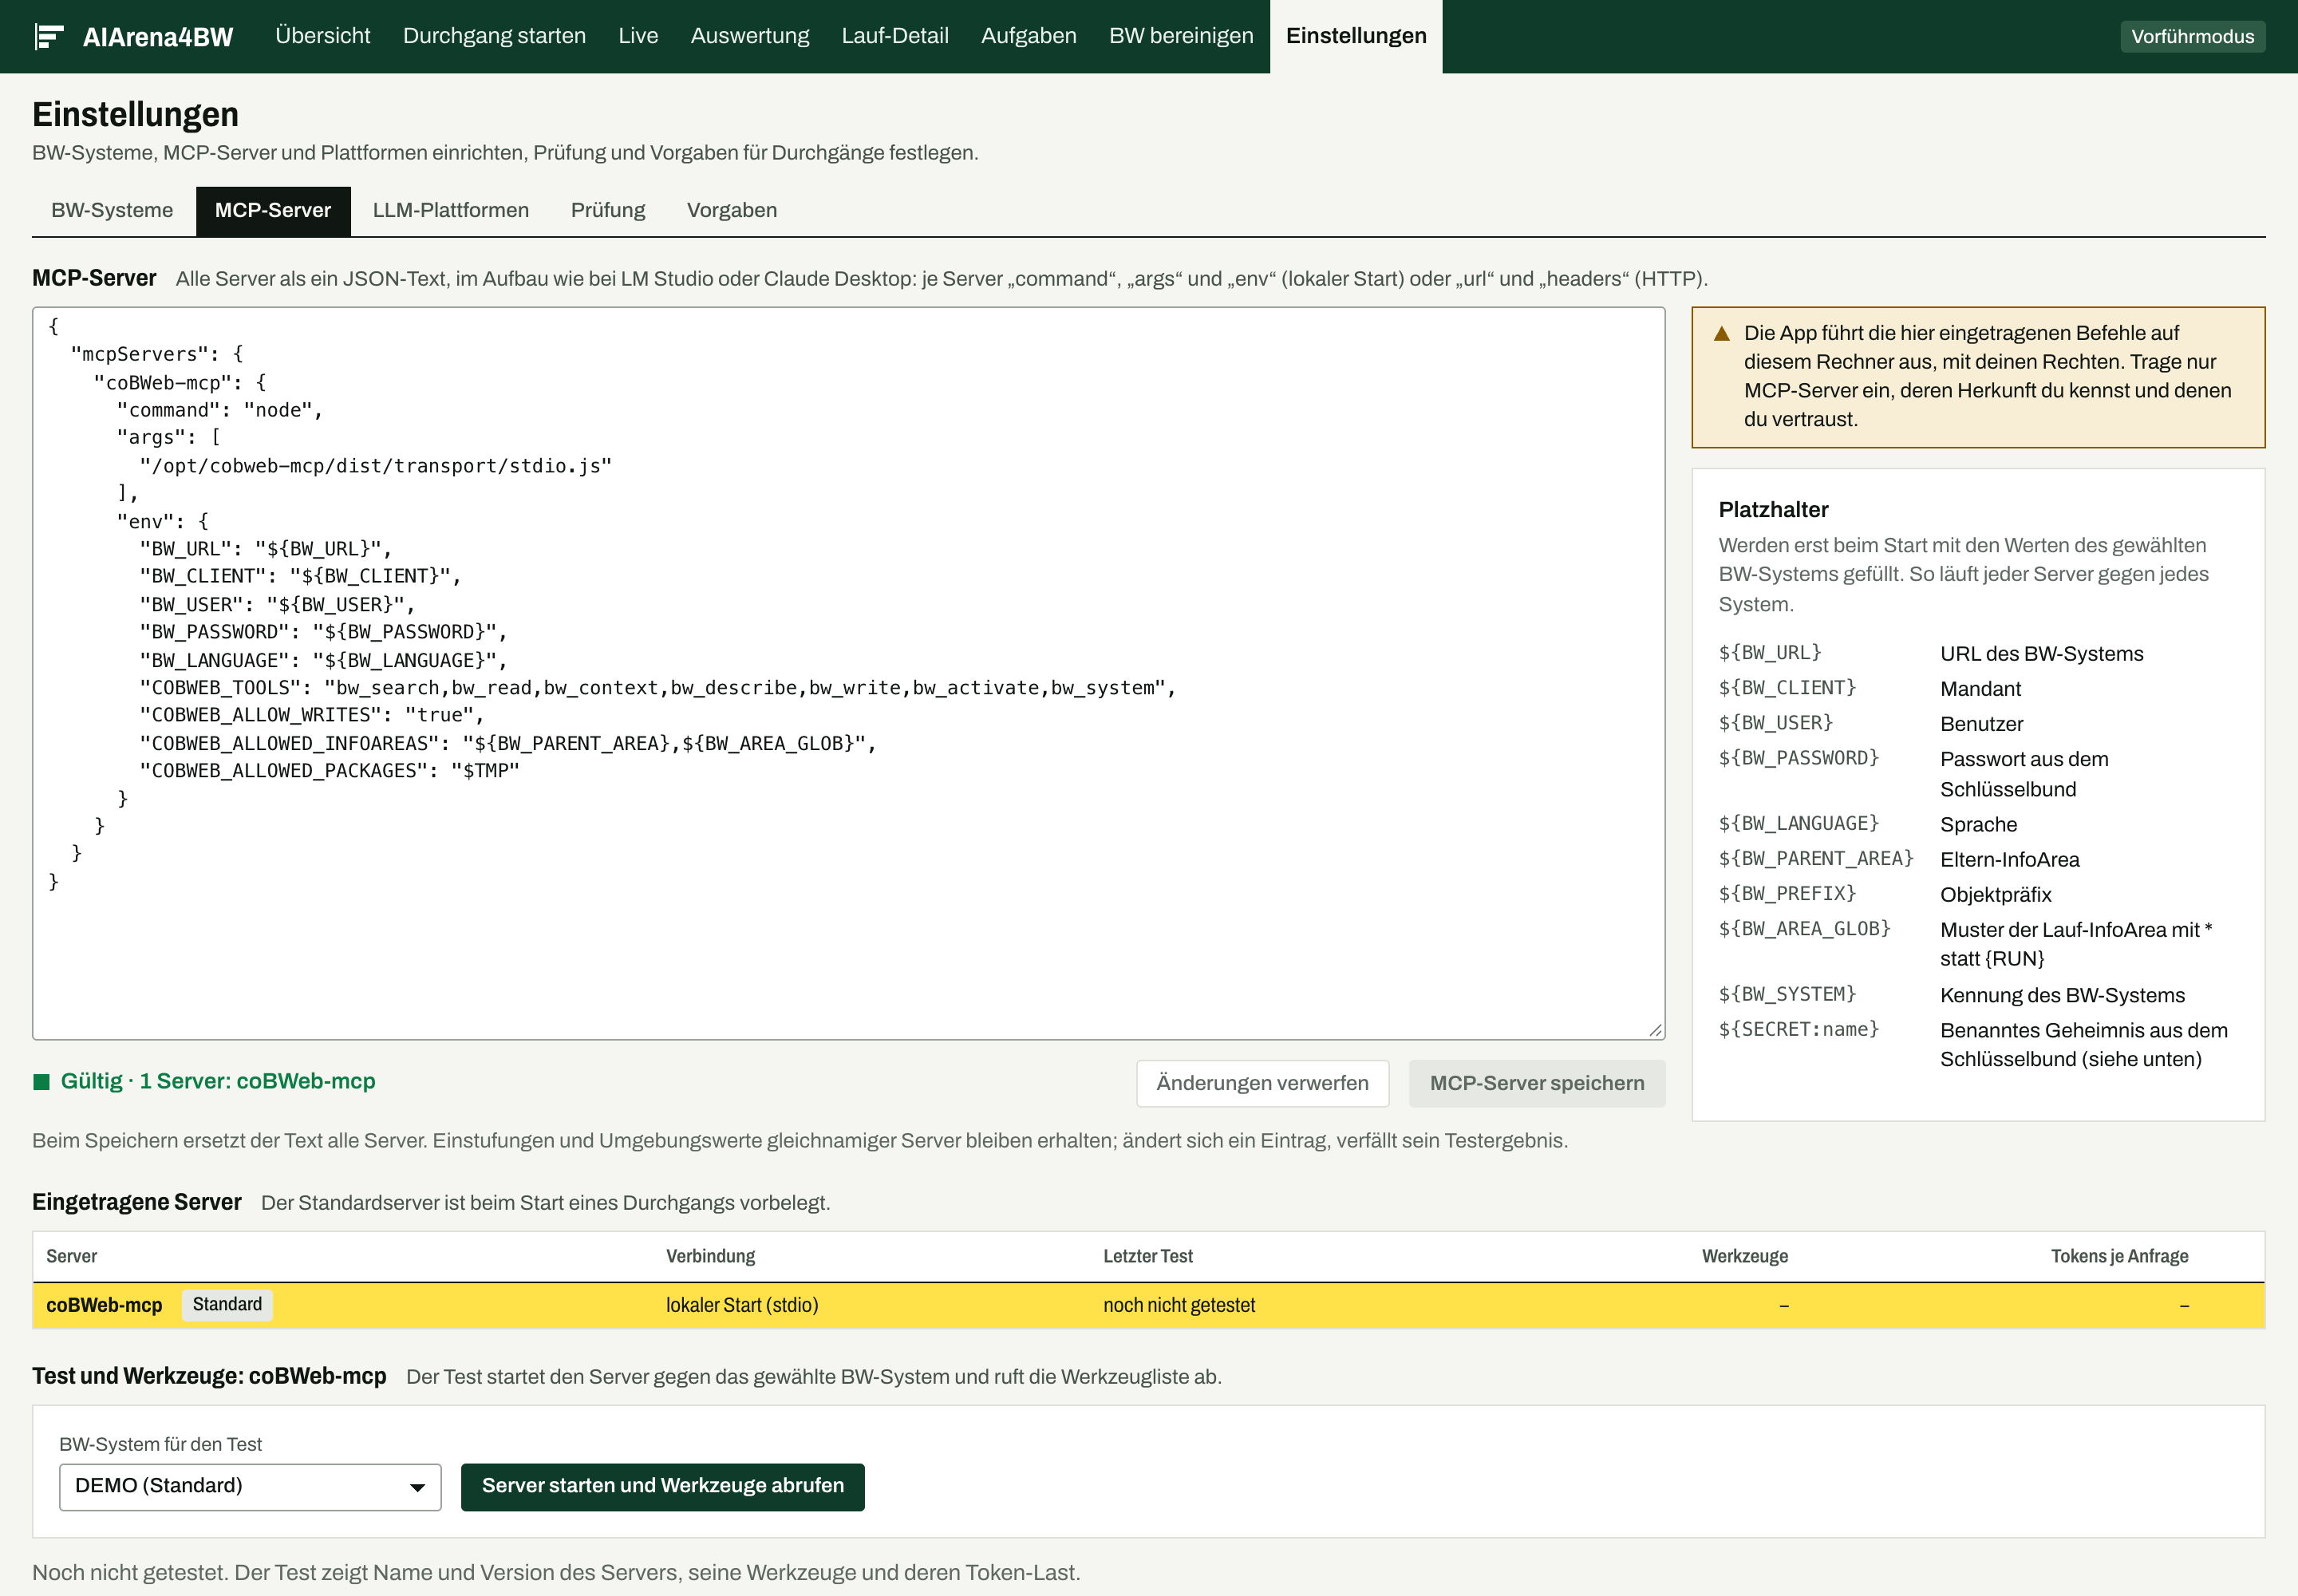 AIArena4BW Übersicht Durchgang starten Live Auswertung Lauf-Detail Aufgaben BW bereinigen Einstellungen Vorführmodus
Einstellungen
BW-Systeme, MCP-Server und Plattformen einrichten, Prüfung und Vorgaben für Durchgänge festlegen.
BW-Systeme MCP-Server LLM-Plattformen Prüfung Vorgaben
MCP-Server Alle Server als ein JSON-Text, im Aufbau wie bei LM Studio oder Claude Desktop: je Server „command“, „args“ und „env“ (lokaler Start) oder „url“ und „headers“ (HTTP).
{
  "mcpServers": {
    "coBWeb-mcp": {
      "command": "node",
      "args": [
        "/opt/cobweb-mcp/dist/transport/stdio.js"
      ],
      "env": {
        "BW_URL": "${BW_URL}",
        "BW_CLIENT": "${BW_CLIENT}",
        "BW_USER": "${BW_USER}",
        "BW_PASSWORD": "${BW_PASSWORD}",
        "BW_LANGUAGE": "${BW_LANGUAGE}",
        "COBWEB_TOOLS": "bw_search,bw_read,bw_context,bw_describe,bw_write,bw_activate,bw_system",
        "COBWEB_ALLOW_WRITES": "true",
        "COBWEB_ALLOWED_INFOAREAS": "${BW_PARENT_AREA},${BW_AREA_GLOB}",
        "COBWEB_ALLOWED_PACKAGES": "$TMP"
      }
    }
  }
}
Gültig · 1 Server: coBWeb-mcp
Änderungen verwerfen MCP-Server speichern
Beim Speichern ersetzt der Text alle Server. Einstufungen und Umgebungswerte gleichnamiger Server bleiben erhalten; ändert sich ein Eintrag, verfällt sein Testergebnis.
Die App führt die hier eingetragenen Befehle auf
diesem Rechner aus, mit deinen Rechten. Trage nur
MCP-Server ein, deren Herkunft du kennst und denen
du vertraust.
Platzhalter
Werden erst beim Start mit den Werten des gewählten
BW-Systems gefüllt. So läuft jeder Server gegen jedes
System.
${BW_URL} URL des BW-Systems
${BW_CLIENT} Mandant
${BW_USER} Benutzer
${BW_PASSWORD} Passwort aus dem
Schlüsselbund
${BW_LANGUAGE} Sprache
${BW_PARENT_AREA} Eltern-InfoArea
${BW_PREFIX} Objektpräfix
${BW_AREA_GLOB} Muster der Lauf-InfoArea mit *
statt {RUN}
${BW_SYSTEM} Kennung des BW-Systems
${SECRET:name} Benanntes Geheimnis aus dem
Schlüsselbund (siehe unten)
Eingetragene Server Der Standardserver ist beim Start eines Durchgangs vorbelegt.
Server Verbindung Letzter Test Werkzeuge Tokens je Anfrage
coBWeb-mcp Standard lokaler Start (stdio) noch nicht getestet – –
Test und Werkzeuge: coBWeb-mcp Der Test startet den Server gegen das gewählte BW-System und ruft die Werkzeugliste ab.
BW-System für den Test
DEMO (Standard) Server starten und Werkzeuge abrufen
Noch nicht getestet. Der Test zeigt Name und Version des Servers, seine Werkzeuge und deren Token-Last.